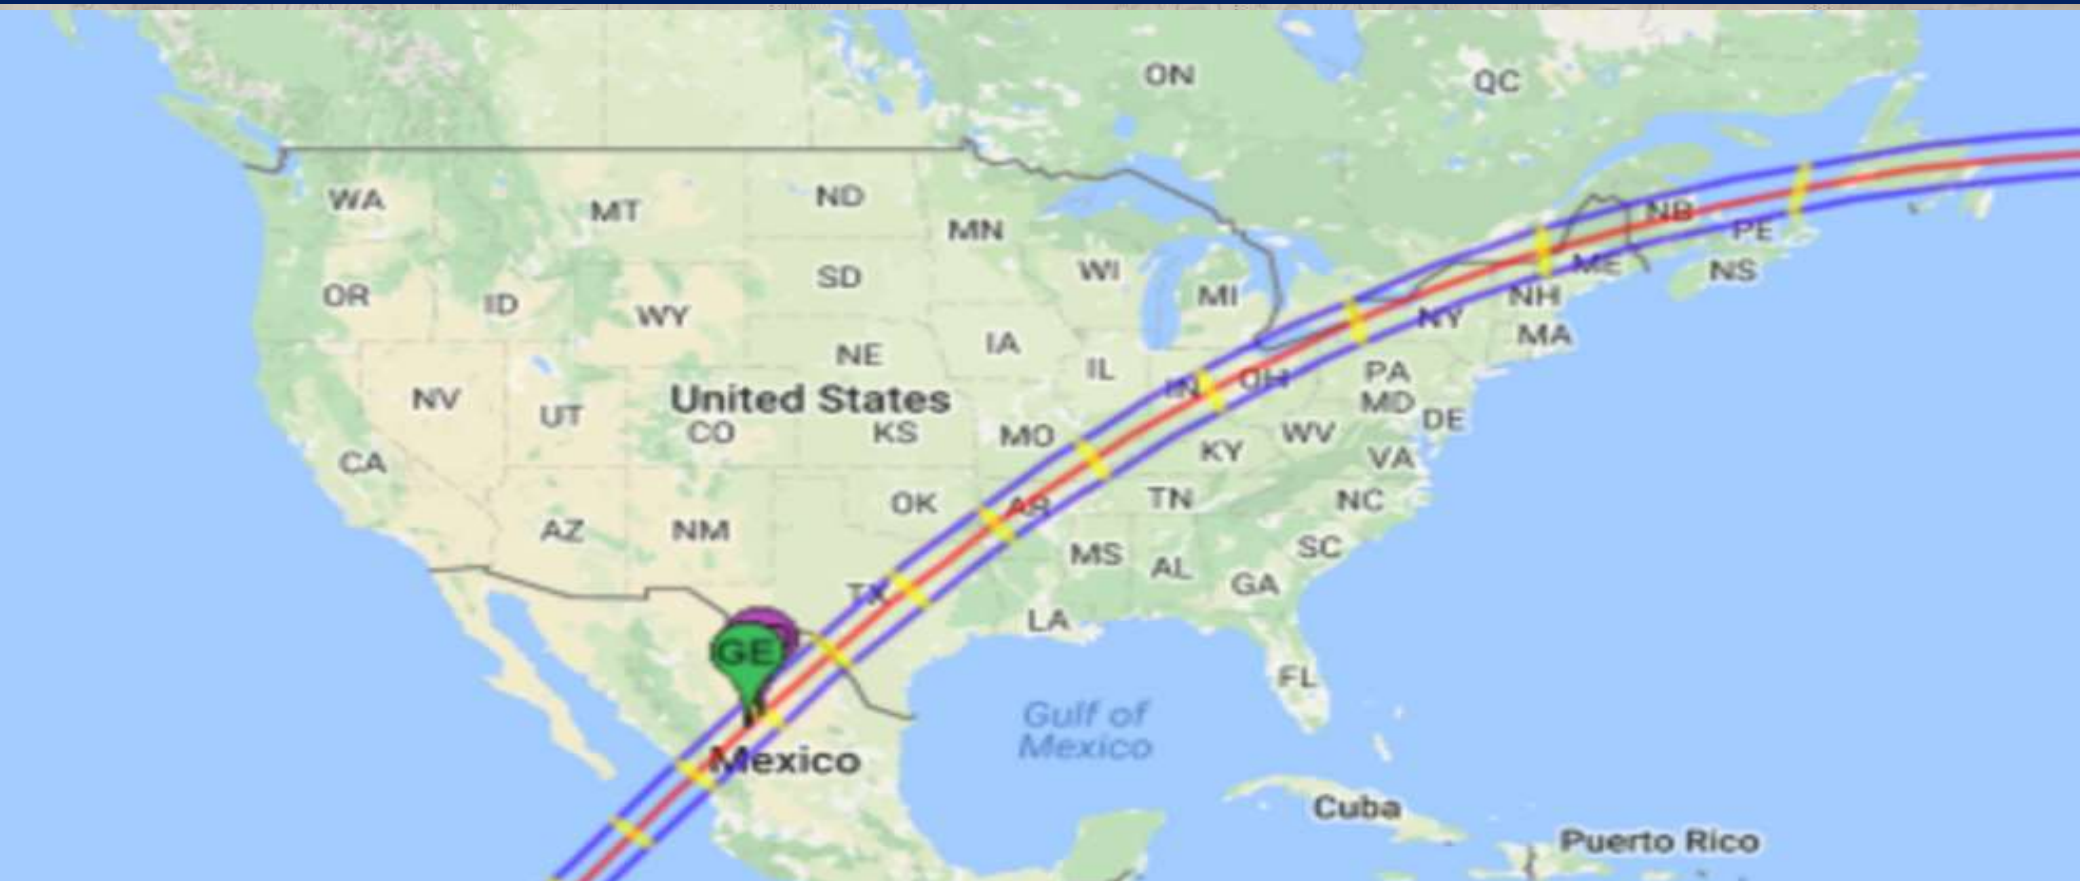 ON
QC
WA
MT
ND
MN
NB
PE
OR
ID
WY
SD
WI
MI
ME
NS
NH
NY
MA
NE
IA
IL
IN
OH
PA
NV
UT
United States
CO
KS
MO
MD
DE
CA
KY
WV
VA
AZ
NM
OK
AR
TN
NC
MS
AL
SC
GA
TX
LA
GE
FL
Gulf of
Mexico
Mexico
Cuba
Puerto Rico